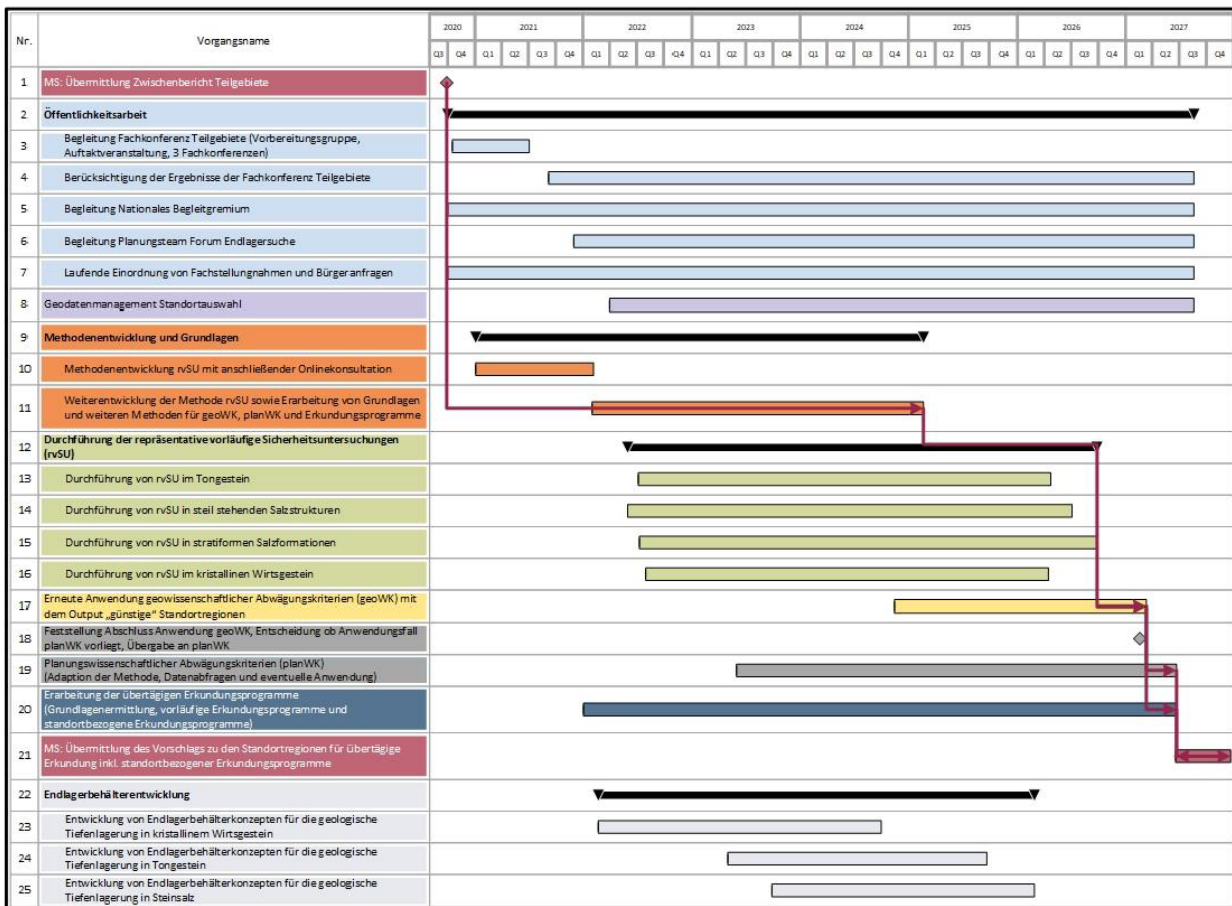 Nr.
Vorgangsname
2020 2021 2022 2023 2024 2025 2026 2027
Q3 Q4 Q1 Q2 Q3 Q4 Q1 Q2 Q3 Q4 Q1 Q2 Q3 Q4 Q1 Q2 Q3 Q4 Q1 Q2 Q3 Q4 Q1 Q2 Q3 Q4 Q1 Q2 Q3 Q4
1 MS: Übermittlung Zwischenbericht Teilgebiete
2 Öffentlichkeitsarbeit
3 Begleitung Fachkonferenz Teilgebiete (Vorbereitungsgruppe,
Auftaktveranstaltung, 3 Fachkonferenzen)
4 Berücksichtigung der Ergebnisse der Fachkonferenz Teilgebiete
5 Begleitung Nationales Begleitgremium
6 Begleitung Planungsteam Forum Endlagersuche
7 Laufende Einordnung von Fachstellungnahmen und Bürgeranfragen
8 Geodatenmanagement Standortauswahl
9 Methodenentwicklung und Grundlagen
10 Methodenentwicklung rvSU mit anschließender Onlinekonsultation
11 Weiterentwicklung der Methode rvSU sowie Erarbeitung von Grundlagen
und weiteren Methoden für geoWK, planWK und Erkundungsprogramme
12 Durchführung der repräsentative vorläufige Sicherheitsuntersuchungen
(rvSU)
13 Durchführung von rvSU im Tongestein
14 Durchführung von rvSU in steil stehenden Salzstrukturen
15 Durchführung von rvSU in stratiformen Salzformationen
16 Durchführung von rvSU im kristallinen Wirtsgestein
17 Erneute Anwendung geowissenschaftlicher Abwägungskriterien (geoWK) mit
dem Output „günstige" Standortregionen
18 Feststellung Abschluss Anwendung geoWK, Entscheidung ob Anwendungsfall
planWK vorliegt, Übergabe an planWK
19 Planungswissenschaftlicher Abwägungskriterien (planWK)
(Adaption der Methode, Datenabfragen und eventuelle Anwendung)
20 Erarbeitung der übertägigen Erkundungsprogramme
(Grundlagenermittlung, vorläufige Erkundungsprogramme und
standortbezogene Erkundungsprogramme)
21 MS: Übermittlung des Vorschlags zu den Standortregionen für übertägige
Erkundung inkl. standortbezogener Erkundungsprogramme
22 Endlagerbehälterentwicklung
23 Entwicklung von Endlagerbehälterkonzepten für die geologische
Tiefenlagerung in kristallinem Wirtsgestein
24 Entwicklung von Endlagerbehälterkonzepten für die geologische
Tiefenlagerung in Tongestein
25 Entwicklung von Endlagerbehälterkonzepten für die geologische
Tiefenlagerung in Steinsalz